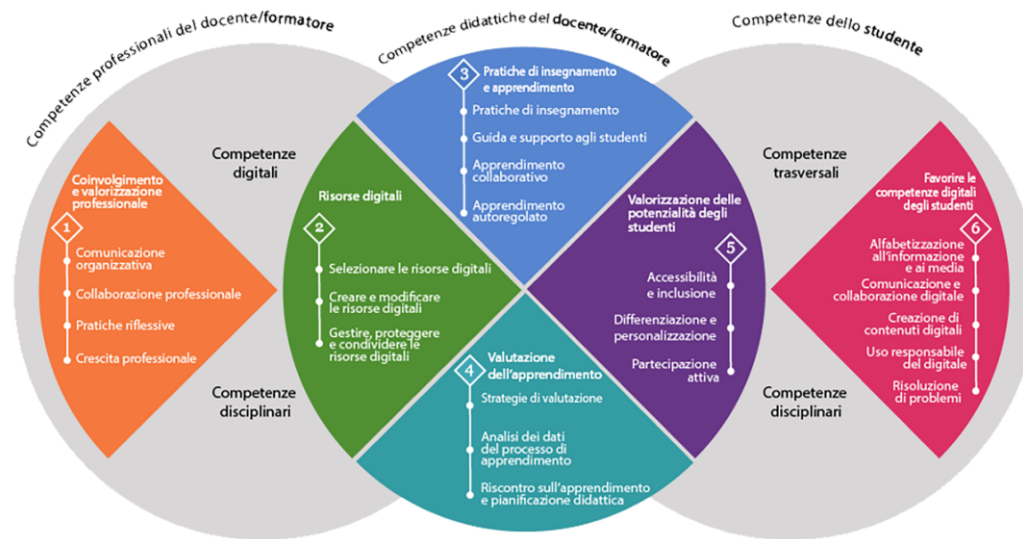 Competenze professionali del docente/formatore
Competenze didattiche del docente/formatore
Competenze dello studente
Competenze
digitali
Competenze
disciplinari
Coinvolgimento
e valorizzazione
professionale
1
Comunicazione
organizzativa
Collaborazione professionale
Pratiche riflessive
Crescita professionale
Risorse digitali
2
Selezionare le risorse digitali
Creare e modificare
le risorse digitali
Gestire, proteggere
e condividere le
risorse digitali
3
Pratiche di insegnamento
e apprendimento
Pratiche di insegnamento
Guida e supporto agli studenti
Apprendimento
collaborativo
Apprendimento
autoregolato
4
Valutazione
dell'apprendimento
Strategie di valutazione
Analisi dei dati
del processo di
apprendimento
Riscontro sull'apprendimento
e pianificazione didattica
Valorizzazione delle
potenzialità degli
studenti
5
Accessibilità
e inclusione
Differenziazione e
personalizzazione
Partecipazione
attiva
Competenze
trasversali
Competenze
disciplinari
Favorire le
competenze digitali
degli studenti
6
Alfabetizzazione
all'informazione
e ai media
Comunicazione e
collaborazione digitale
Creazione di
contenuti digitali
Uso responsabile
del digitale
Risoluzione
di problemi